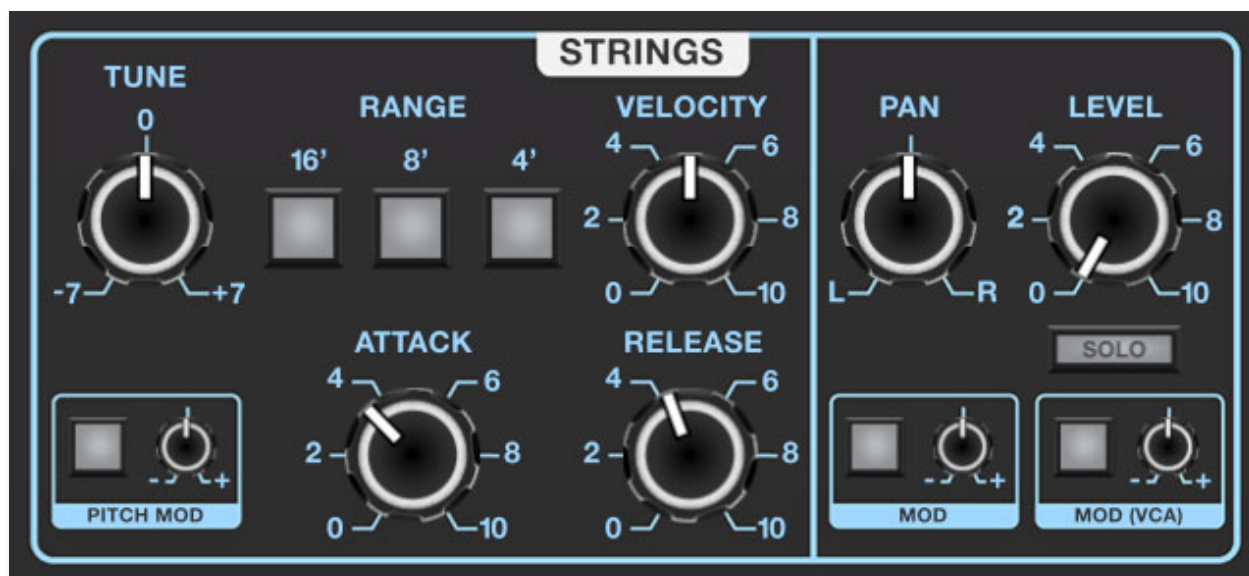 STRINGS
TUNE
0
-7 +7
RANGE
16’ 8’ 4’
VELOCITY
4 6
2 8
0 10
PAN
L R
LEVEL
4 6
2 8
0 10
SOLO
ATTACK
4 6
2 8
0 10
RELEASE
4 6
2 8
0 10
- +
PITCH MOD
- +
MOD
- +
MOD (VCA)